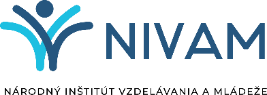 NIVAM
NÁRODNÝ INŠTITÚT VZDELÁVANIA A MLÁDEŽE